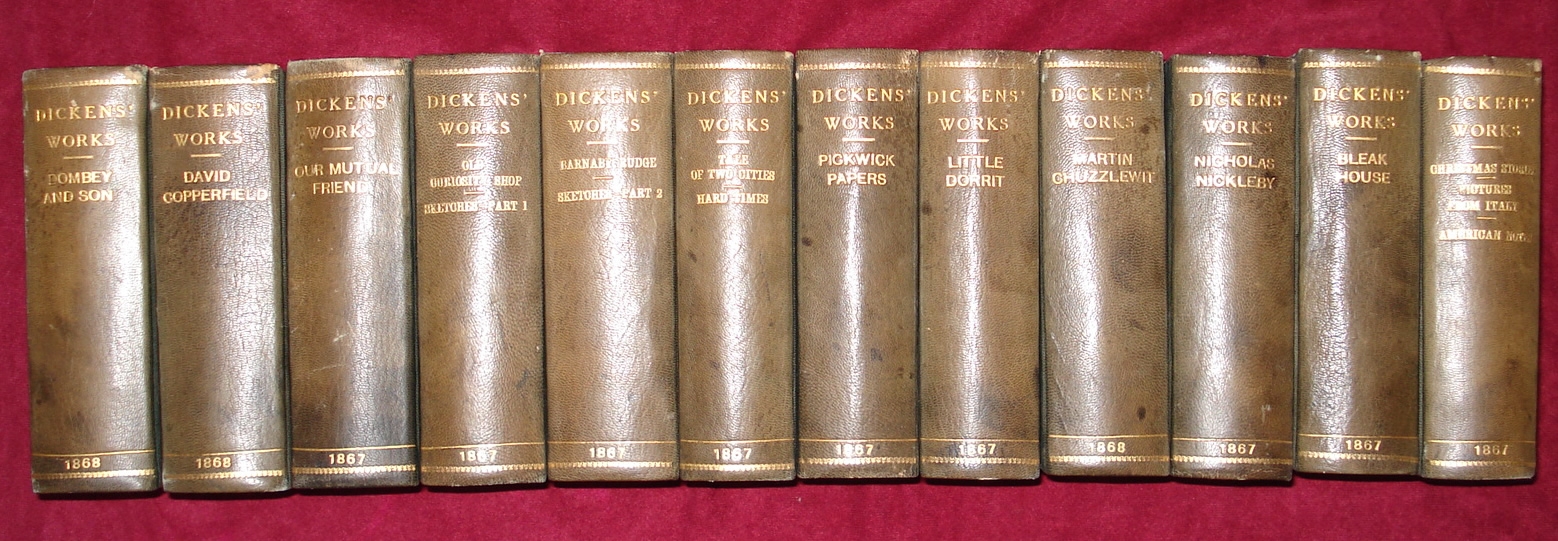 DICKENS'
WORKS
DOMBEY
AND SON
1868
DICKENS'
WORKS
DAVID
COPPERFIELD
1868
DICKENS'
WORKS
OUR MUTUAL
FRIEND
1867
DICKENS'
WORKS
OLD
CURIOSITY SHOP
SKETCHES PART 1
1867
DICKENS'
WORKS
BARNABY RUDGE
SKETCHES PART 2
1867
DICKENS'
WORKS
TALE
OF TWO CITIES
HARD TIMES
1867
DICKENS'
WORKS
PICKWICK
PAPERS
1867
DICKENS'
WORKS
LITTLE
DORRIT
1867
DICKENS'
WORKS
MARTIN
CHUZZLEWIT
1868
DICKENS'
WORKS
NICHOLAS
NICKLEBY
1867
DICKENS'
WORKS
BLEAK
HOUSE
1867
DICKENS'
WORKS
CHRISTMAS STORIES
PICTURES
FROM ITALY
AMERICAN NOTES
1867